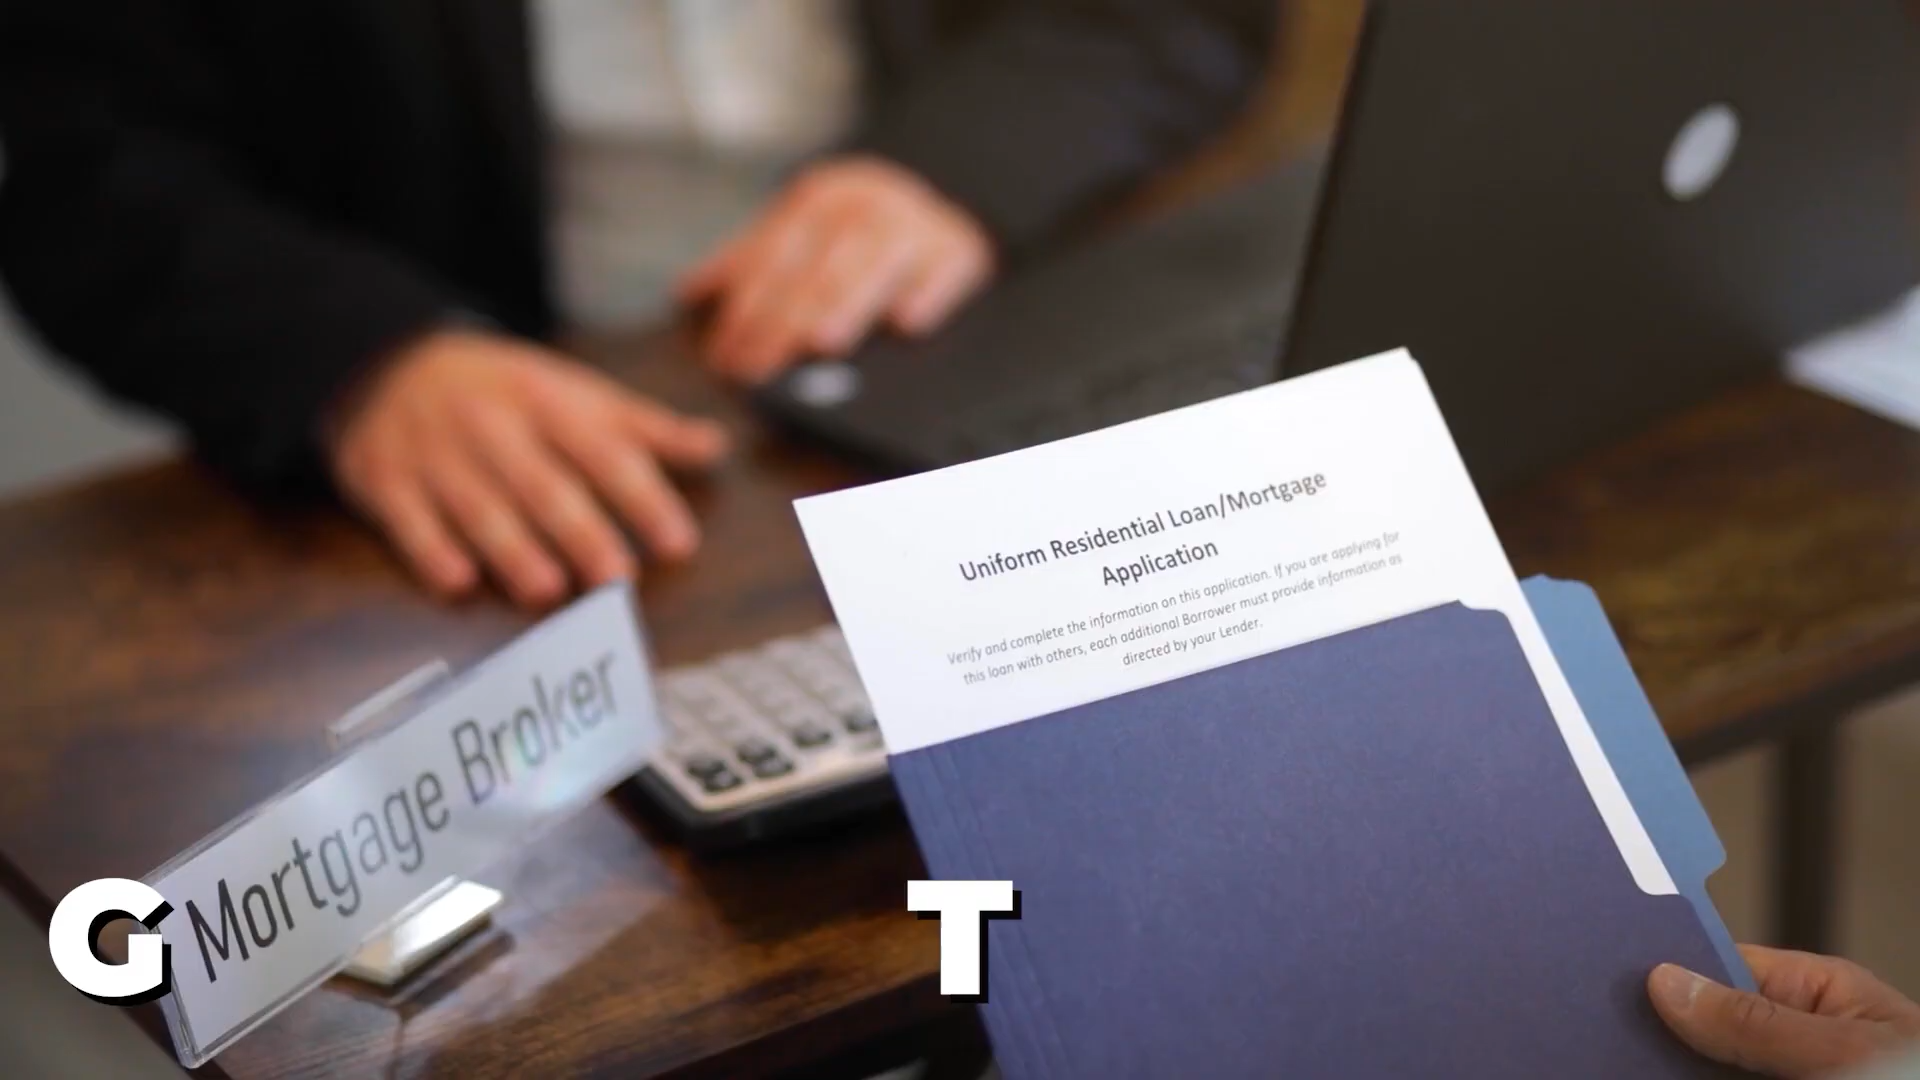 Uniform Residential Loan/Mortgage
Application
Verify and complete the information on this application. If you are applying for
this loan with others, each additional Borrower must provide information as
directed by your Lender.
Mortgage Broker
G T